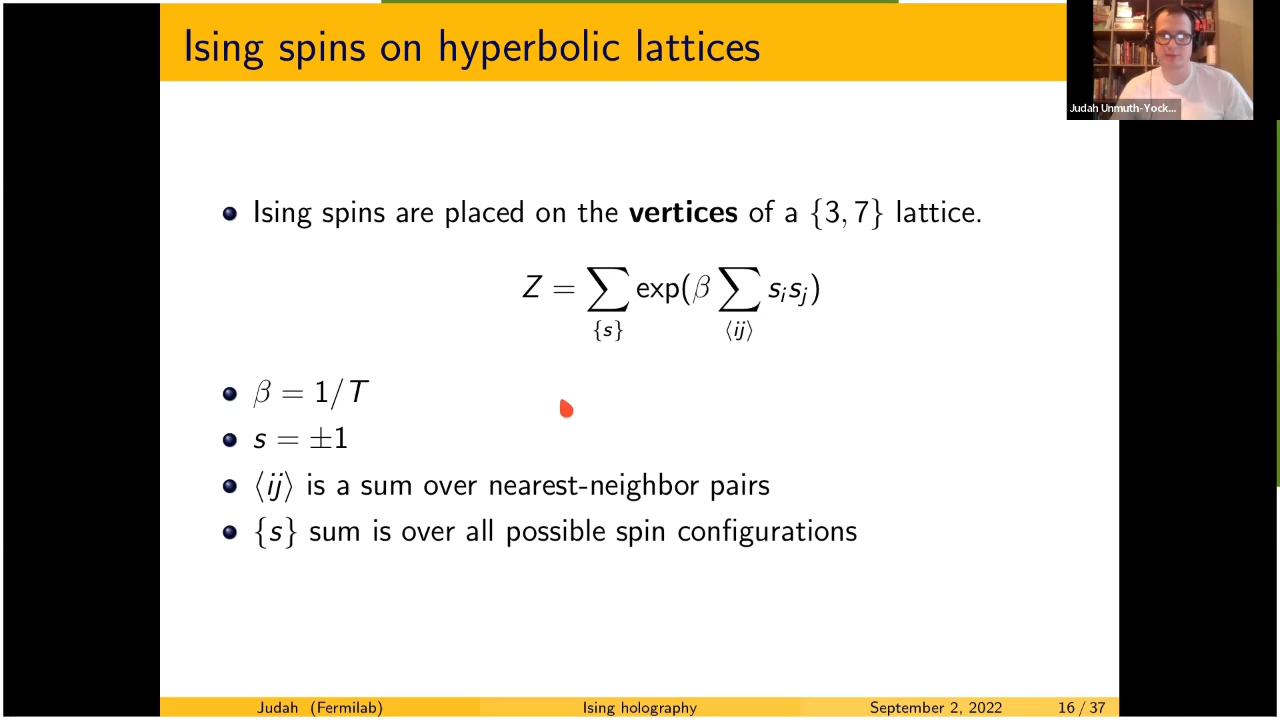 Ising spins on hyperbolic lattices
Judah Unmuth-Yock...
Ising spins are placed on the vertices of a {3, 7} lattice.
Z = ∑_{\{s\}} exp(β ∑_{⟨ij⟩} s_i s_j)
β = 1/T
s = ±1
⟨ij⟩ is a sum over nearest-neighbor pairs
{s} sum is over all possible spin configurations
Judah (Fermilab)
Ising holography
September 2, 2022
16 / 37